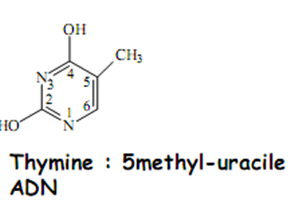 OH
CH3
N 3 4 5
2 6
HO N 1
Thymine : 5methyl-uracile
ADN